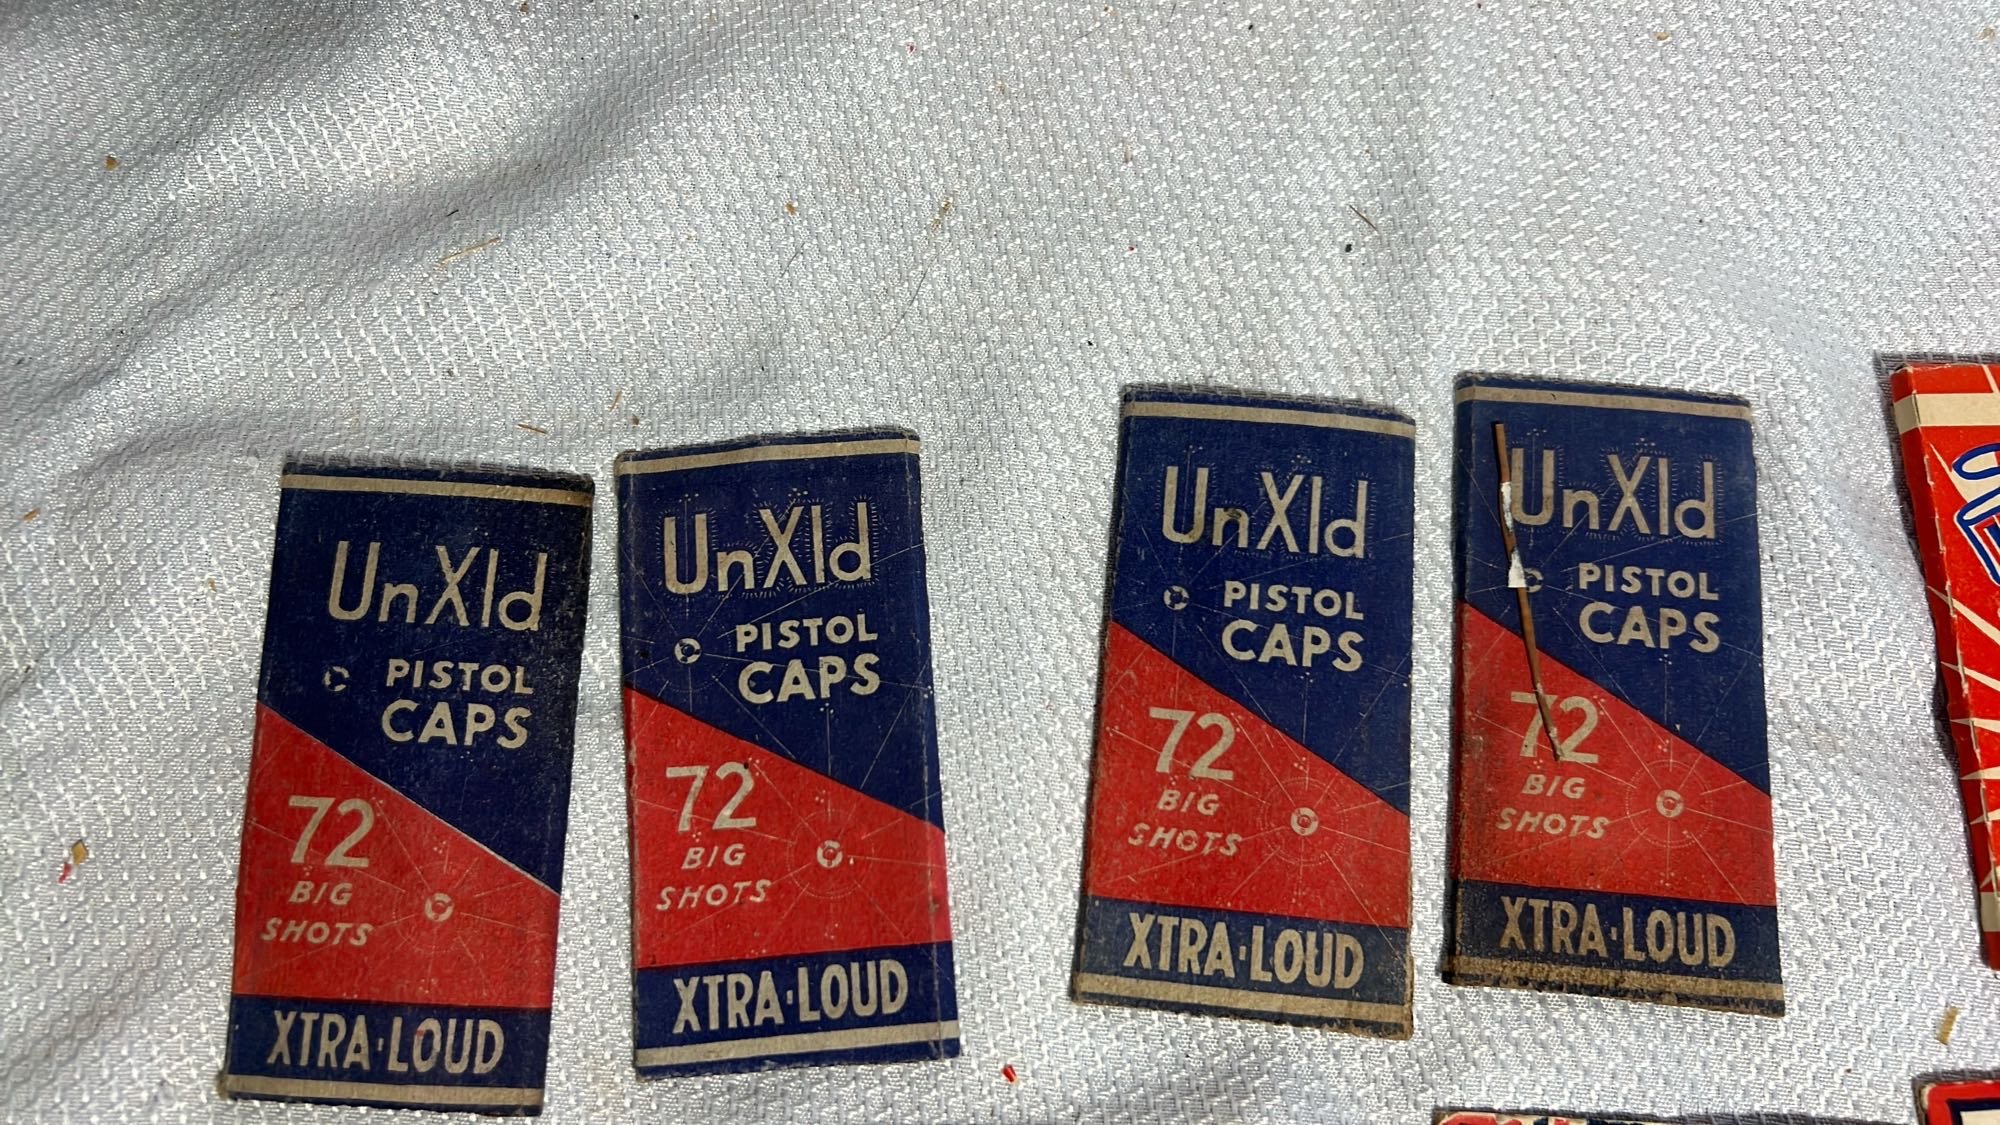 UnXld
PISTOL
CAPS
72
BIG
SHOTS
XTRA·LOUD
UnXld
PISTOL
CAPS
72
BIG
SHOTS
XTRA·LOUD
UnXld
PISTOL
CAPS
72
BIG
SHOTS
XTRA·LOUD
UnXld
PISTOL
CAPS
72
BIG
SHOTS
XTRA·LOUD